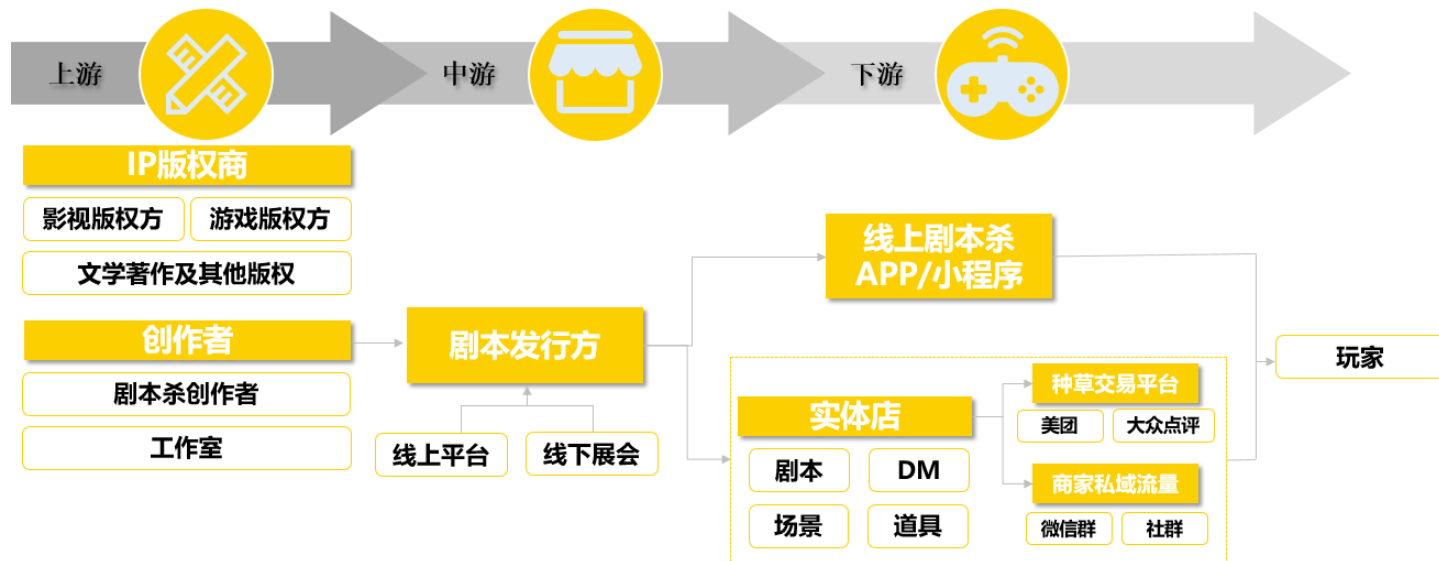 上游
中游
下游
IP版权商
影视版权方
游戏版权方
文学著作及其他版权
创作者
剧本杀创作者
工作室
剧本发行方
线上平台
线下展会
线上剧本杀
APP/小程序
实体店
剧本
DM
场景
道具
种草交易平台
美团
大众点评
商家私域流量
微信群
社群
玩家